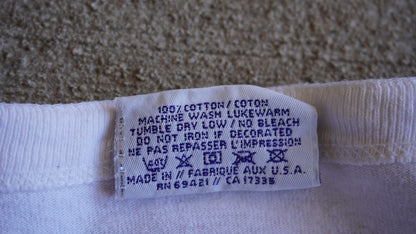 100% COTTON / COTON
MACHINE WASH LUKEWARM
TUMBLE DRY LOW / NO BLEACH
DO NOT IRON IF DECORATED
NE PAS REPASSER L'IMPRESSION
MADE IN // FABRIQUE AUX U.S.A.
RN 69421 // CA 17335